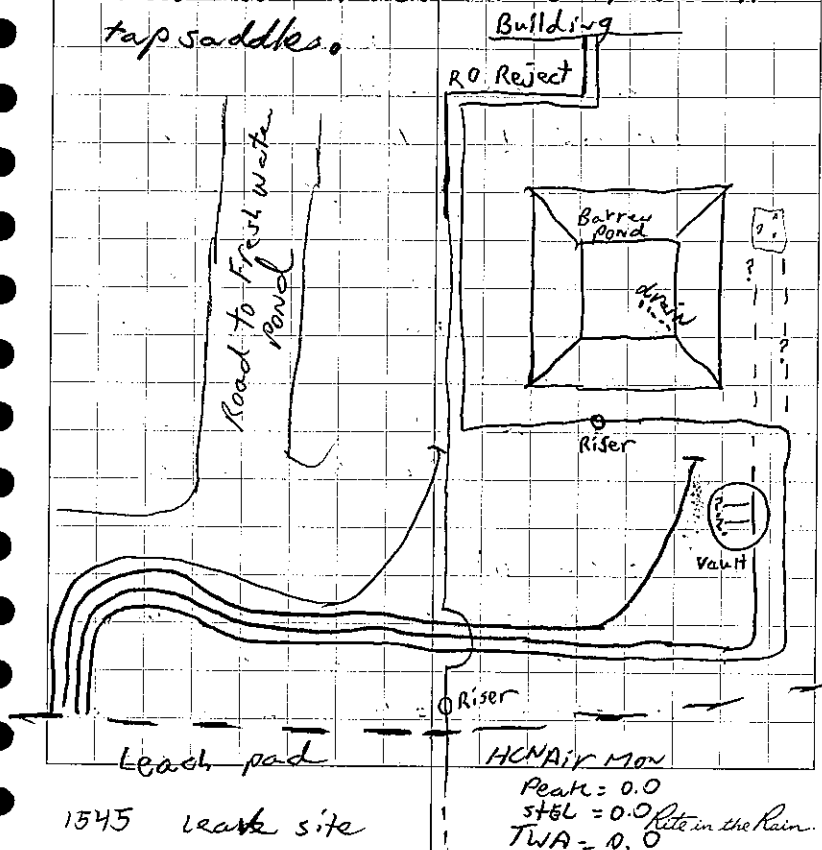 tap saddles.
Building
RO Reject
Road to Fresh water
Pond
Barren
Pond
drain
? ?
?
?
Riser
Vault
Riser
Leach pad
HCN Air Mon
Peak = 0.0
STEL = 0.0
Rite in the Rain.
1545 Leave site
TWA = 0.0